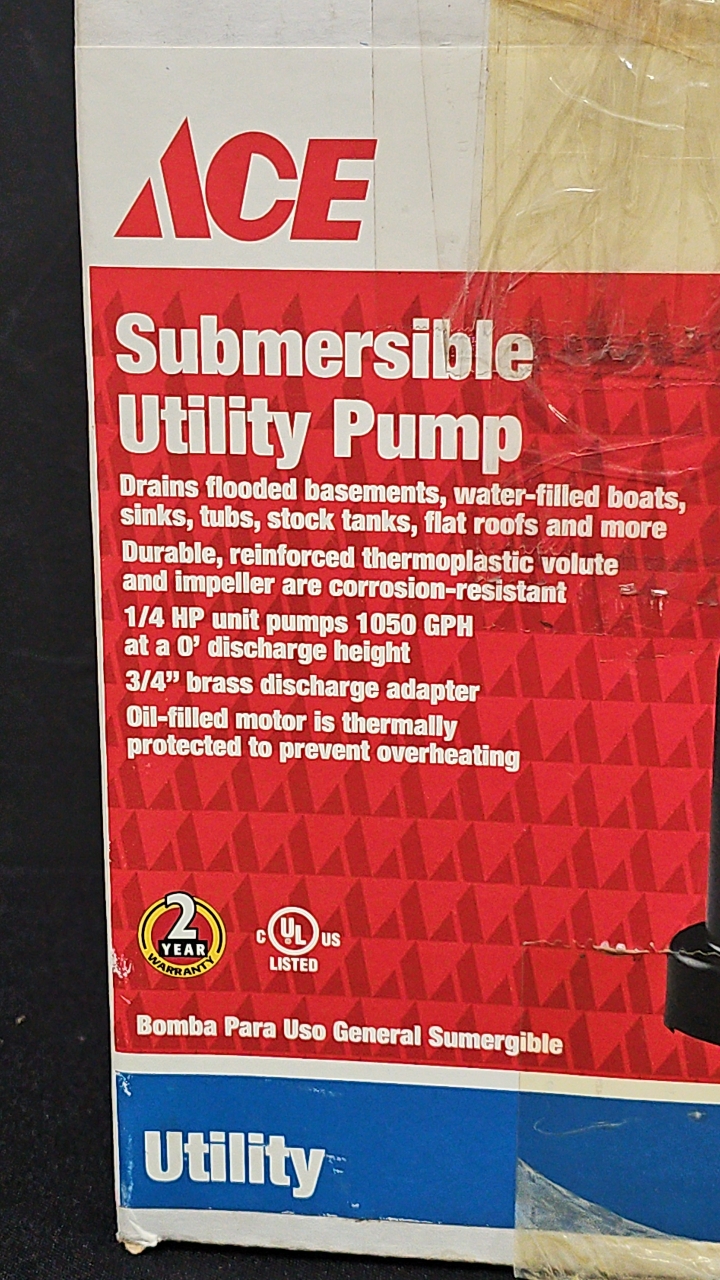 ACE
Submersible
Utility Pump
Drains flooded basements, water-filled boats,
sinks, tubs, stock tanks, flat roofs and more
Durable, reinforced thermoplastic volute
and impeller are corrosion-resistant
1/4 HP unit pumps 1050 GPH
at a 0' discharge height
3/4" brass discharge adapter
Oil-filled motor is thermally
protected to prevent overheating
2
YEAR
WARRANTY
C UL US
LISTED
Bomba Para Uso General Sumergible
Utility